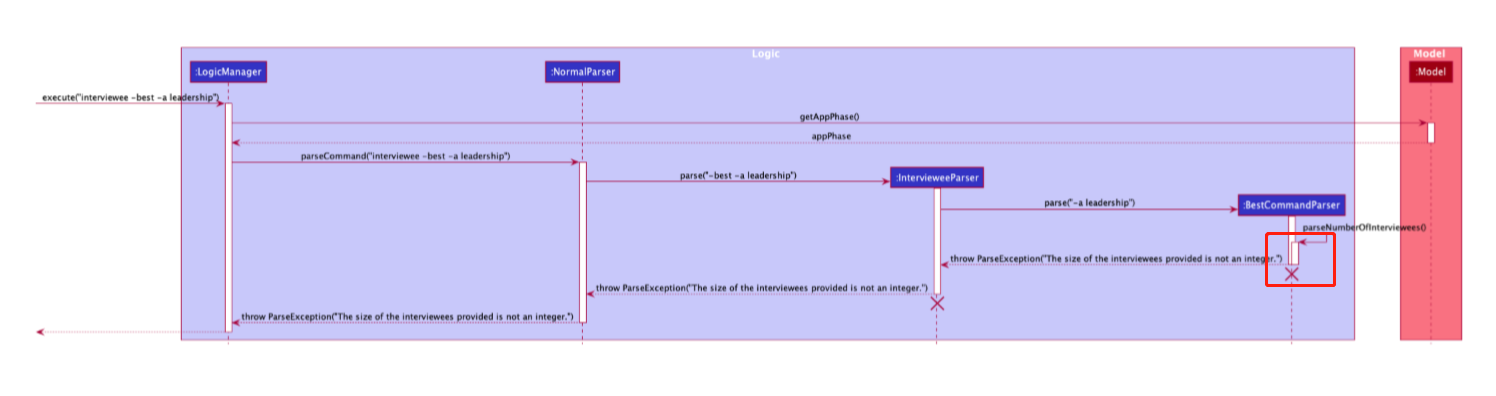 Logic
Model
:LogicManager
:NormalParser
:Model
execute("interviewee -best -a leadership")
getAppPhase()
appPhase
parseCommand("interviewee -best -a leadership")
parse("-best -a leadership")
:IntervieweeParser
parse("-a leadership")
:BestCommandParser
parseNumberOfInterviewees()
throw ParseException("The size of the interviewees provided is not an integer.")
throw ParseException("The size of the interviewees provided is not an integer.")
throw ParseException("The size of the interviewees provided is not an integer.")